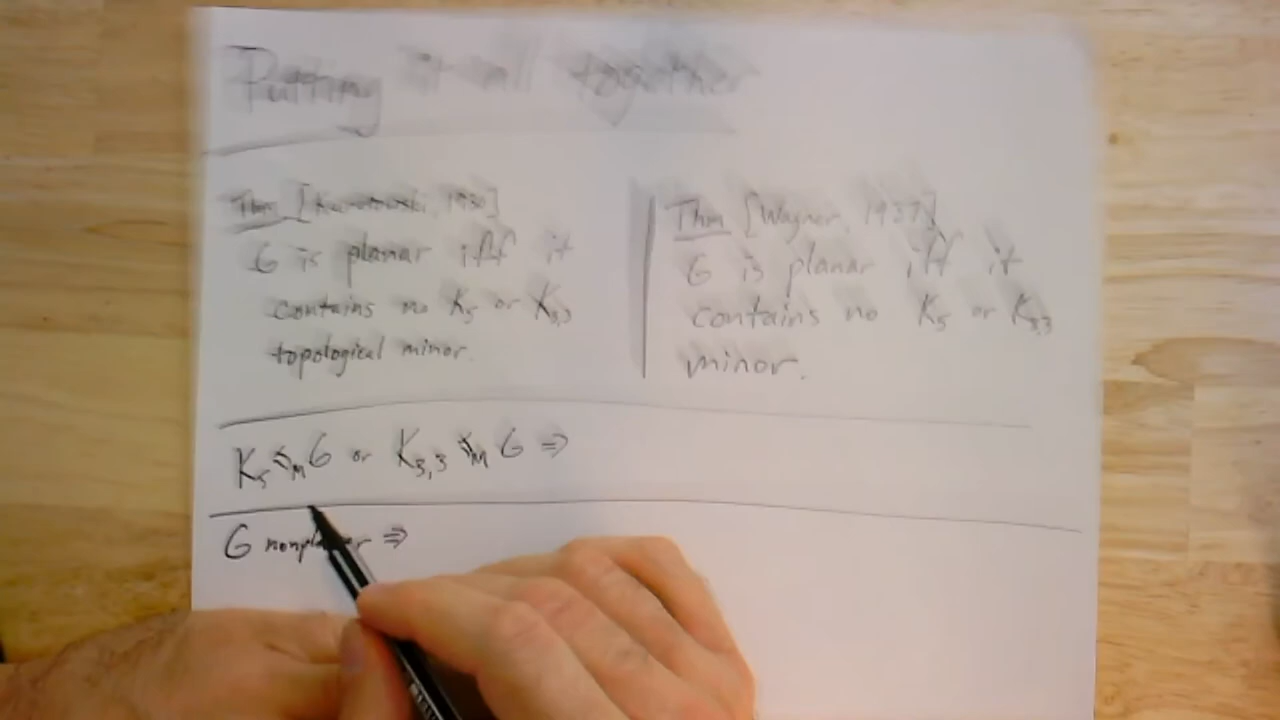 Putting it all together
Thm [Kuratowski, 1930]
G is planar iff it
contains no K₅ or K₃,₃
topological minor.
Thm [Wagner, 1937]
G is planar iff it
contains no K₅ or K₃,₃
minor.
K₅ ≤ₘ G or K₃,₃ ≤ₘ G ⇒
G nonplanar ⇒